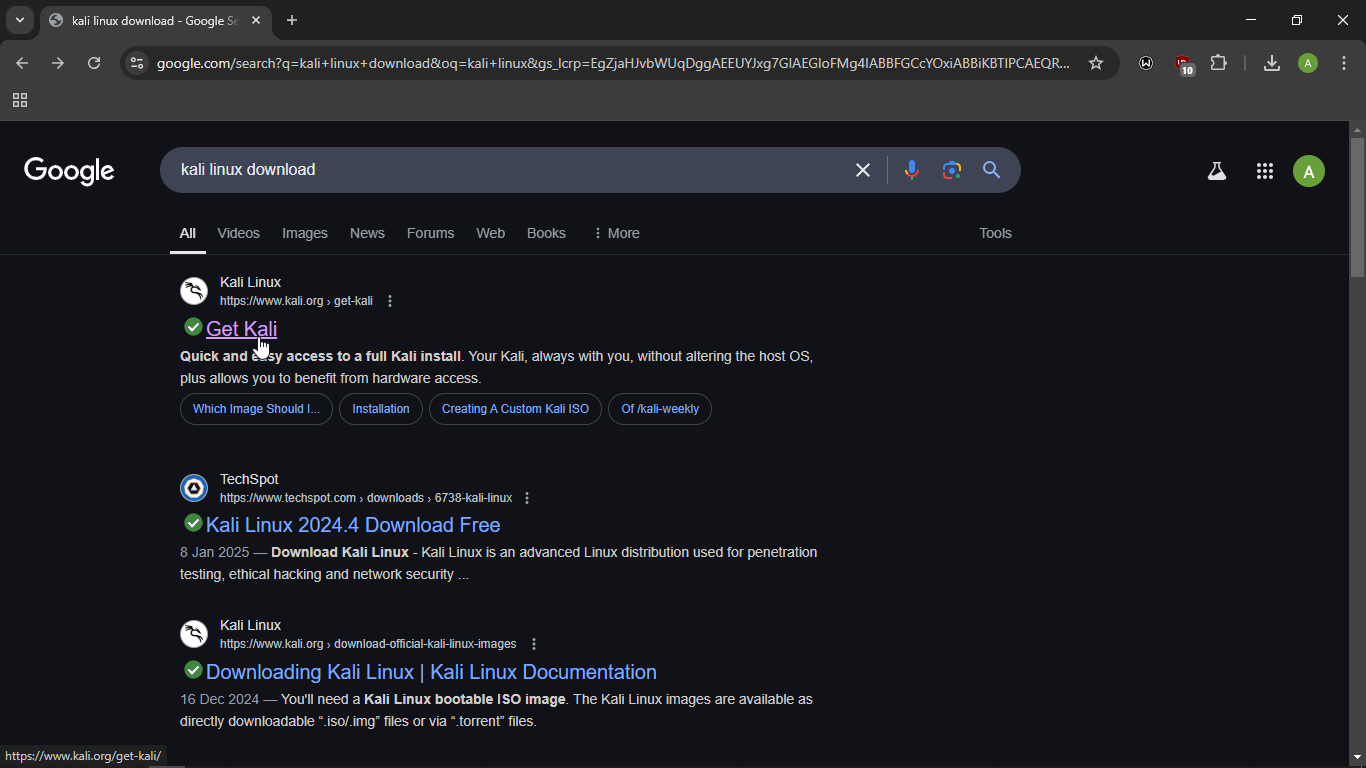 kali linux download - Google Se
google.com/search?q=kali+linux+download&oq=kali+linux&gs_lcrp=EgZjaHJvbWUqDggAEEUYJxg7GIAEGIoFMg4IABBFGCcYOxiABBiKBTIPCAEQR...
10
A
Google
kali linux download
A
All Videos Images News Forums Web Books More Tools
Kali Linux
https://www.kali.org › get-kali
Get Kali
Quick and easy access to a full Kali install. Your Kali, always with you, without altering the host OS,
plus allows you to benefit from hardware access.
Which Image Should I... Installation Creating A Custom Kali ISO Of /kali-weekly
TechSpot
https://www.techspot.com › downloads › 6738-kali-linux
Kali Linux 2024.4 Download Free
8 Jan 2025 — Download Kali Linux - Kali Linux is an advanced Linux distribution used for penetration
testing, ethical hacking and network security ...
Kali Linux
https://www.kali.org › download-official-kali-linux-images
Downloading Kali Linux | Kali Linux Documentation
16 Dec 2024 — You'll need a Kali Linux bootable ISO image. The Kali Linux images are available as
directly downloadable “.iso/.img” files or via “.torrent” files.
https://www.kali.org/get-kali/